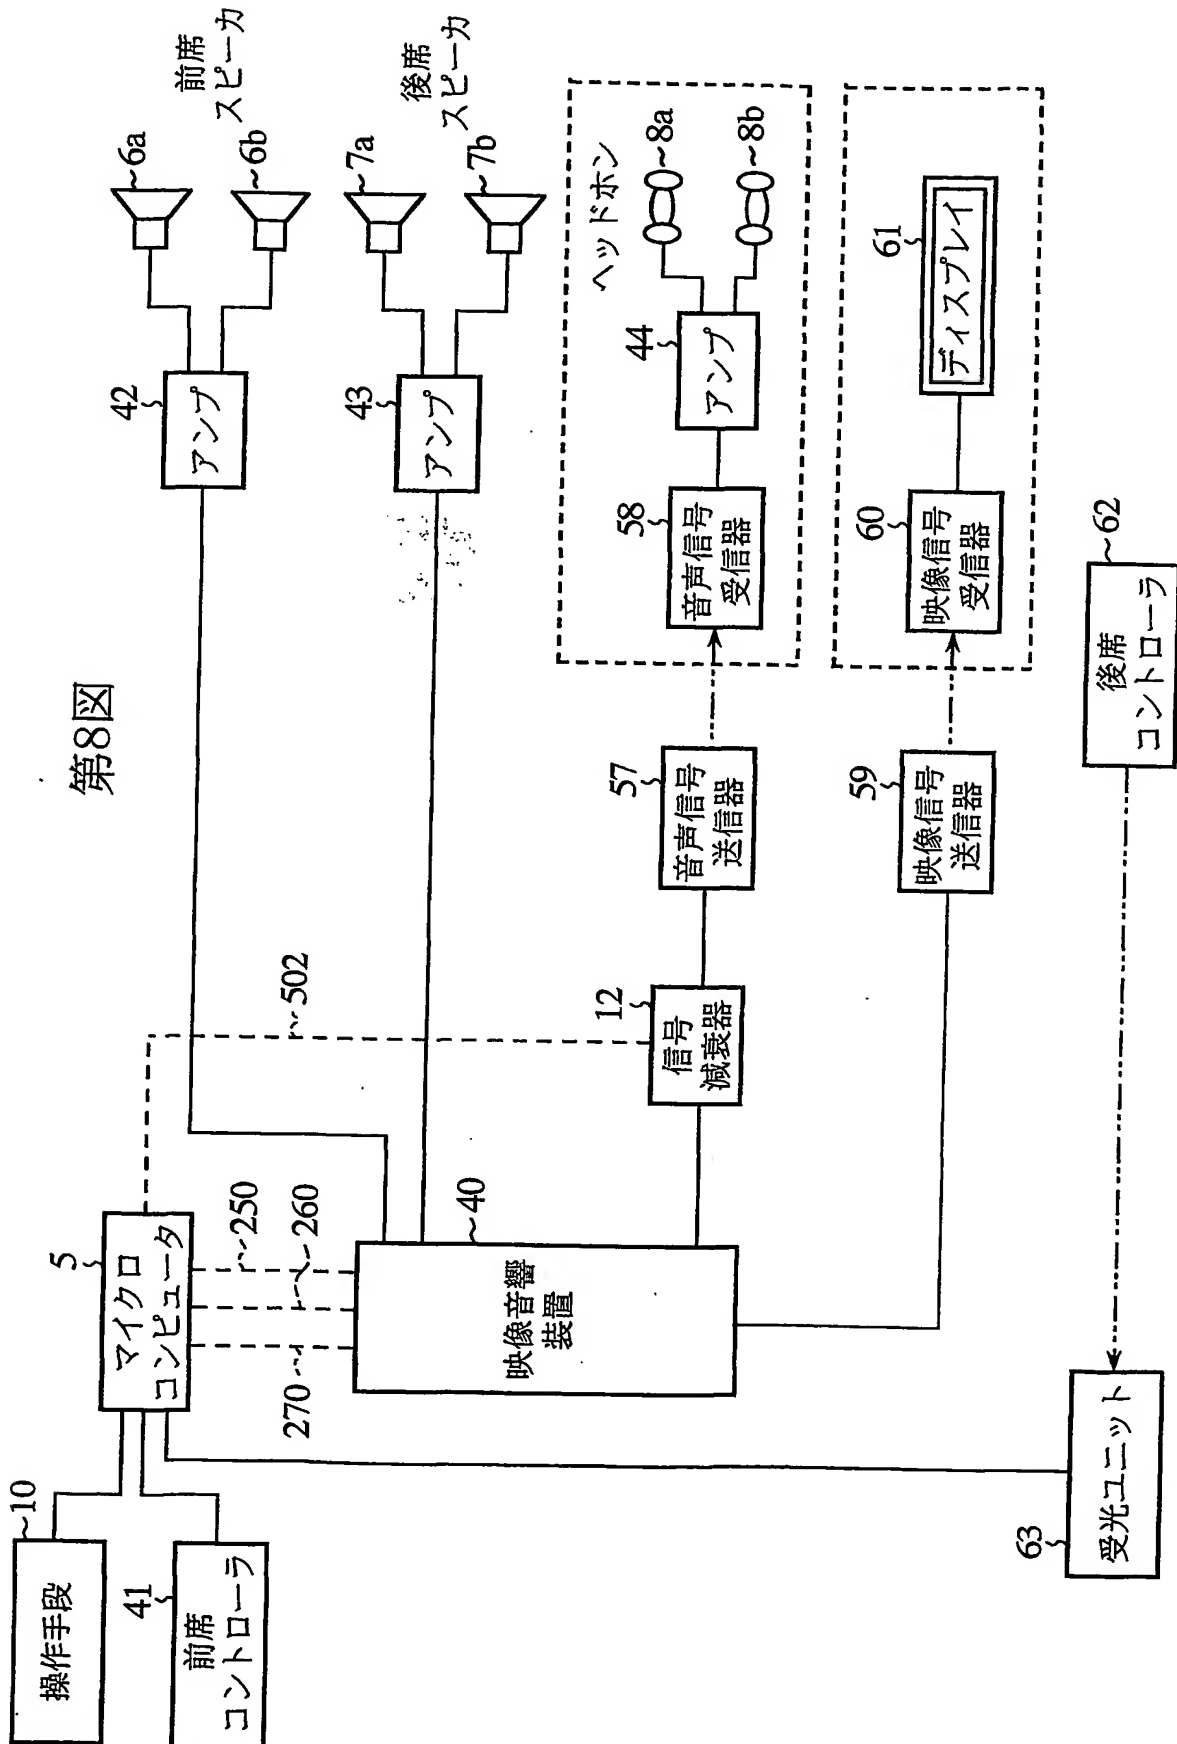 第8図
操作手段
10
前席
コントローラ
41
マイクロ
コンピュータ
5
250
260
270
502
映像音響
装置
40
信号
減衰器
12
アンプ
42
6a
6b
前席
スピーカ
アンプ
43
7a
7b
後席
スピーカ
音声信号
送信器
57
音声信号
受信器
58
アンプ
44
ヘッドホン
8a
8b
映像信号
送信器
59
映像信号
受信器
60
ディスプレイ
61
後席
コントローラ
62
受光ユニット
63